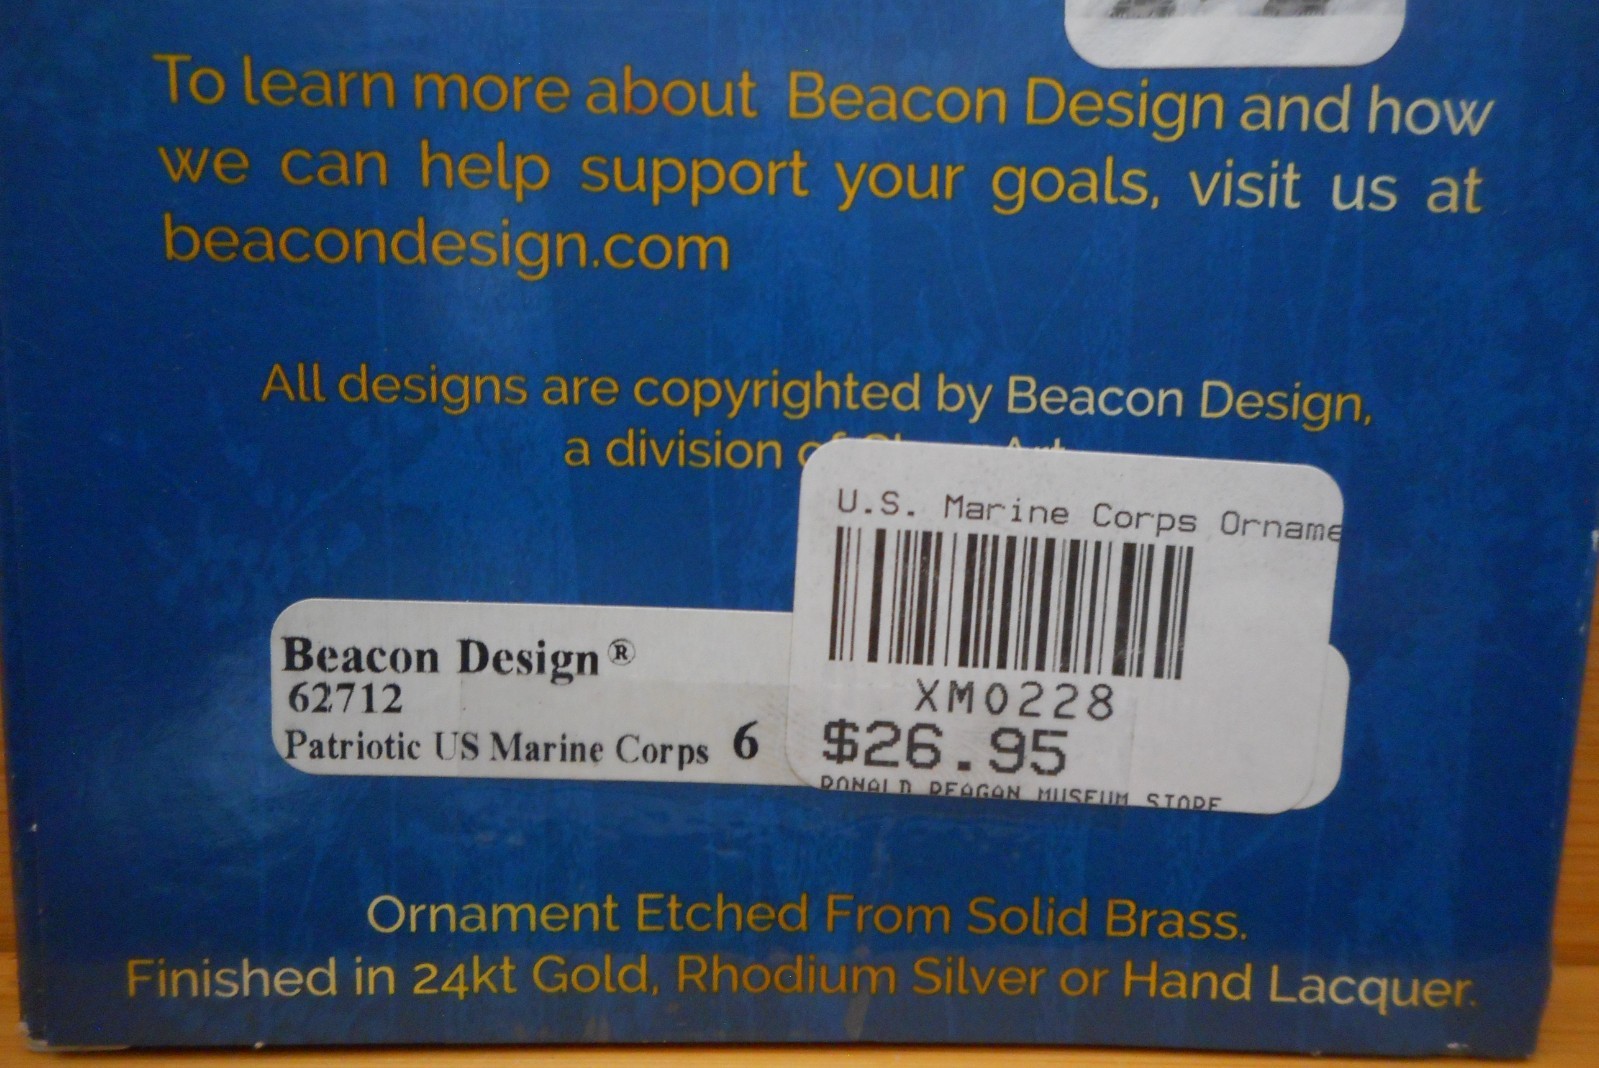 To learn more about Beacon Design and how
we can help support your goals, visit us at
beacondesign.com
All designs are copyrighted by Beacon Design,
a division
U.S. Marine Corps Orname
XM0228
$26.95
RONALD REAGAN MUSEUM STORE
Beacon Design®
62712
Patriotic US Marine Corps 6
Ornament Etched From Solid Brass.
Finished in 24kt Gold, Rhodium Silver or Hand Lacquer.